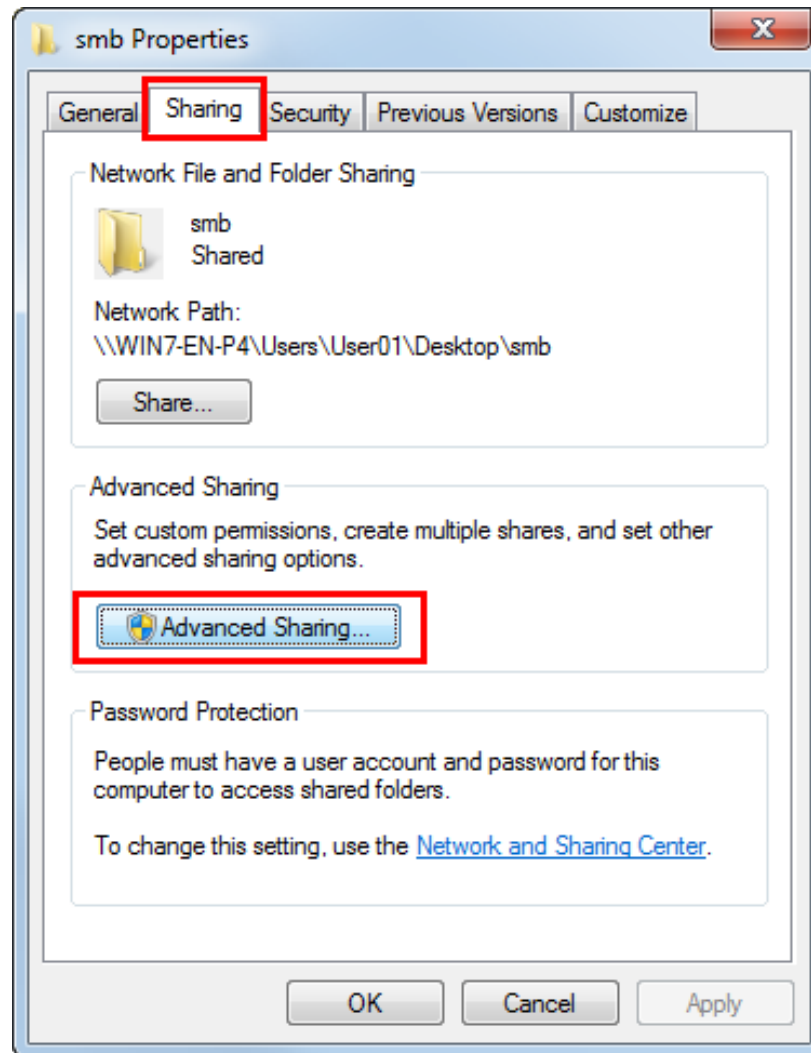 smb Properties
General Sharing Security Previous Versions Customize
Network File and Folder Sharing
smb
Shared
Network Path:
\\WIN7-EN-P4\Users\User01\Desktop\smb
Share...
Advanced Sharing
Set custom permissions, create multiple shares, and set other
advanced sharing options.
Advanced Sharing...
Password Protection
People must have a user account and password for this
computer to access shared folders.
To change this setting, use the Network and Sharing Center.
OK Cancel Apply